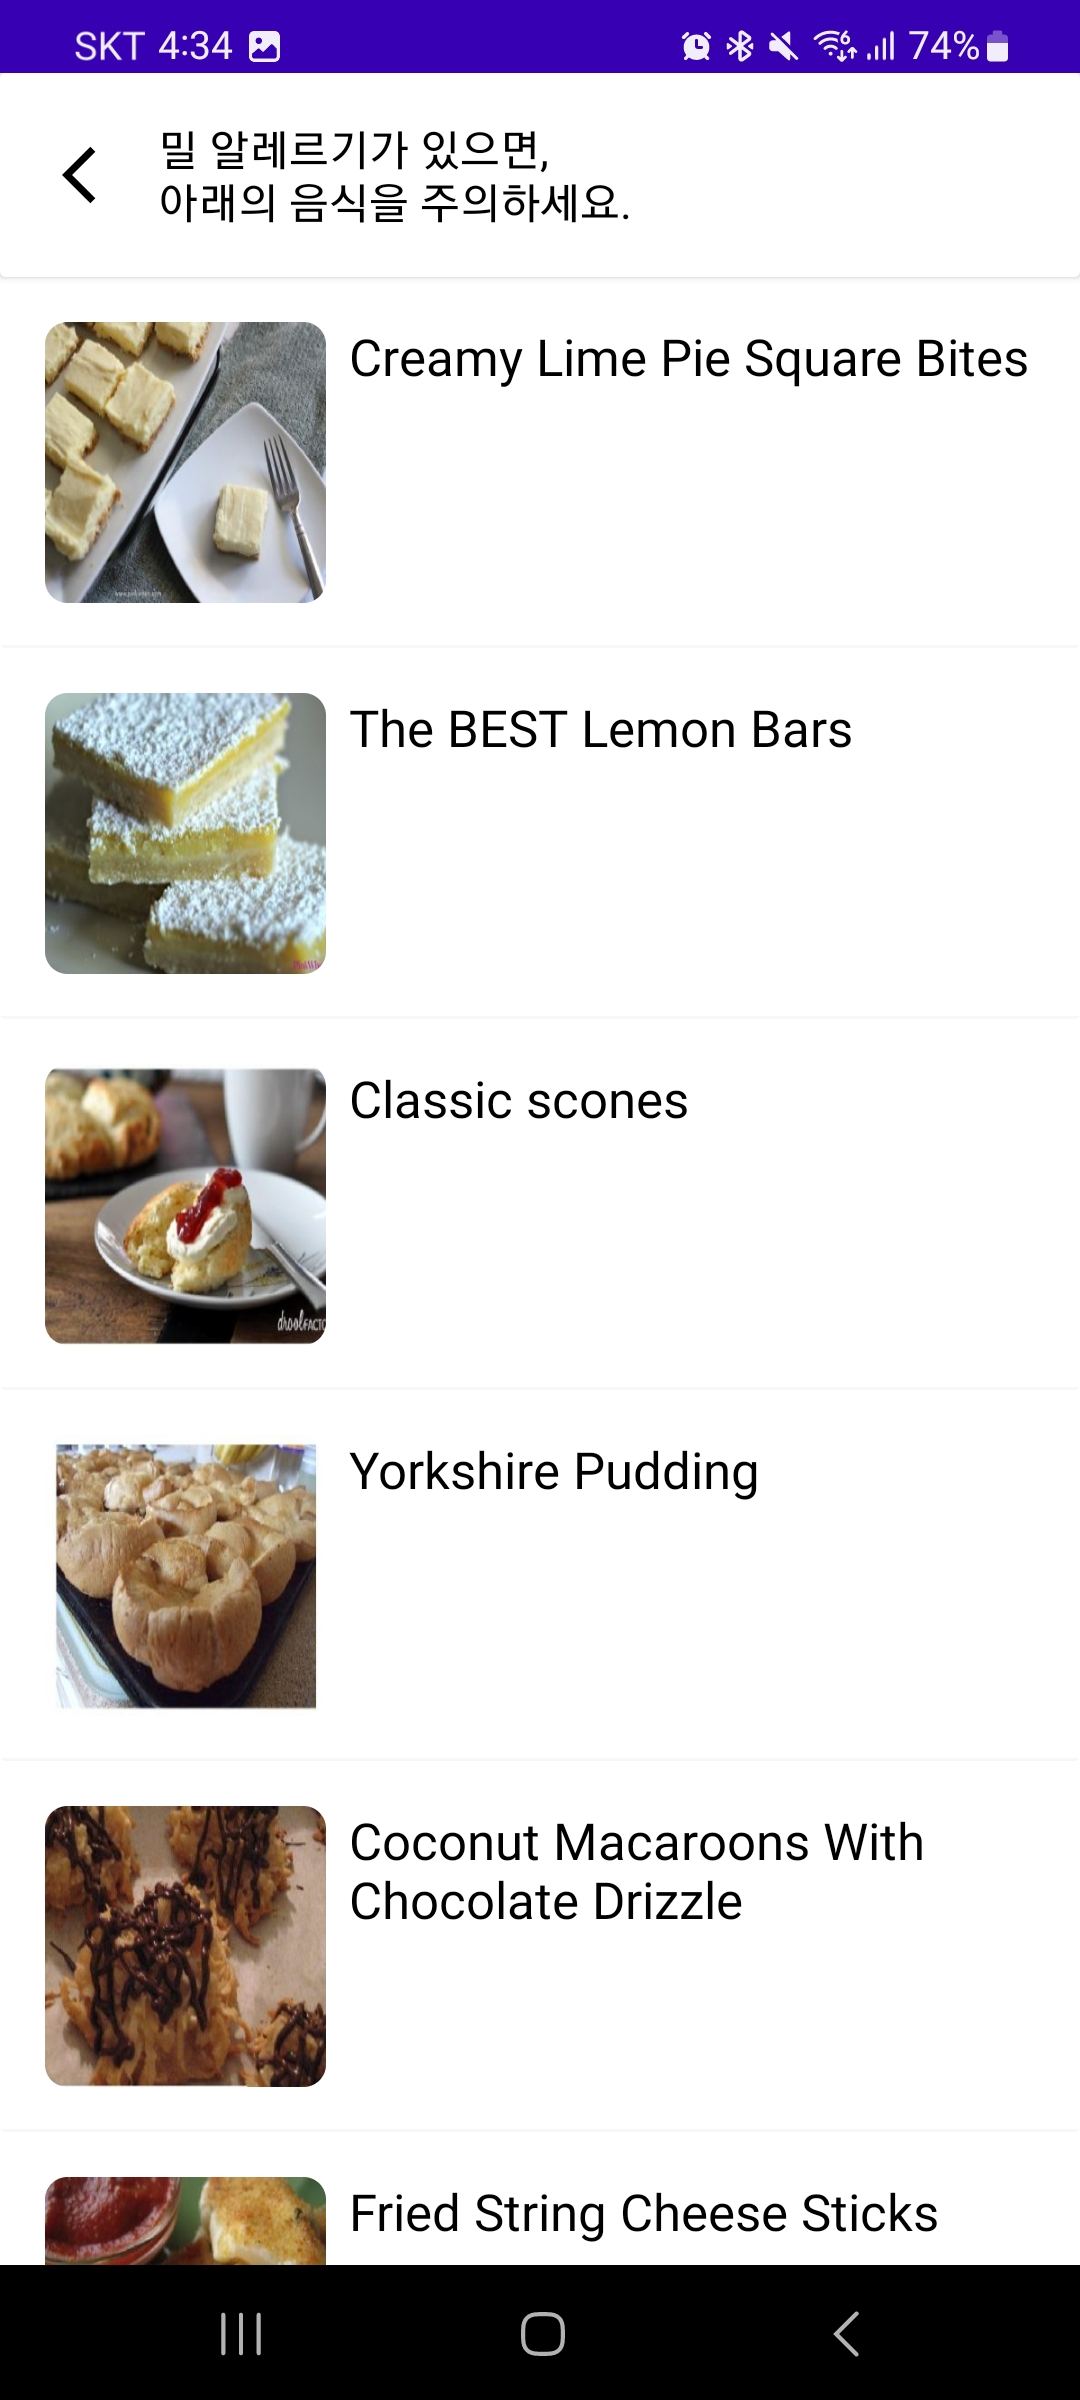 SKT 4:34 74%
밀 알레르기가 있으면,
아래의 음식을 주의하세요.
Creamy Lime Pie Square Bites
The BEST Lemon Bars
Classic scones
droolFACTO
Yorkshire Pudding
Coconut Macaroons With
Chocolate Drizzle
Fried String Cheese Sticks